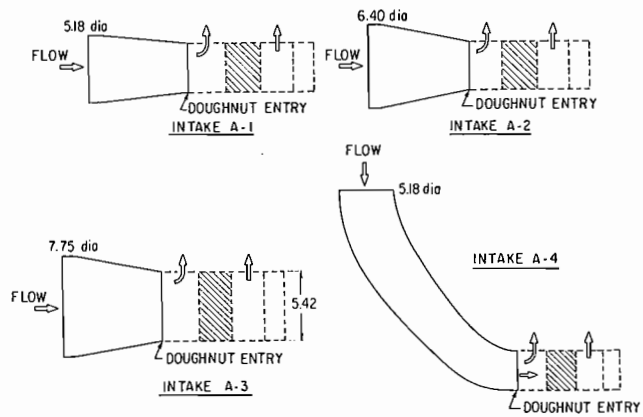 5.18 dia
FLOW
DOUGHNUT ENTRY
INTAKE A-1
6.40 dia
FLOW
DOUGHNUT ENTRY
INTAKE A-2
7.75 dia
FLOW
5.42
DOUGHNUT ENTRY
INTAKE A-3
FLOW
5.18 dia
INTAKE A-4
DOUGHNUT ENTRY